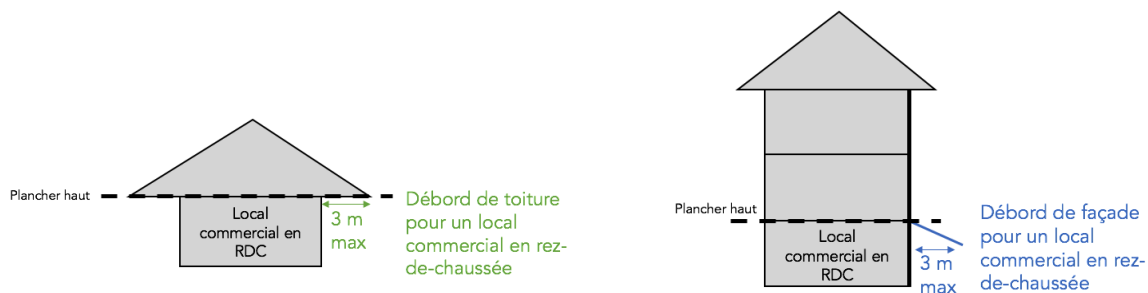 Plancher haut
Local
commercial en
RDC
3 m
max
Débord de toiture
pour un local
commercial en rez-
de-chaussée
Plancher haut
Local
commercial en
RDC
3 m
max
Débord de façade
pour un local
commercial en rez-
de-chaussée